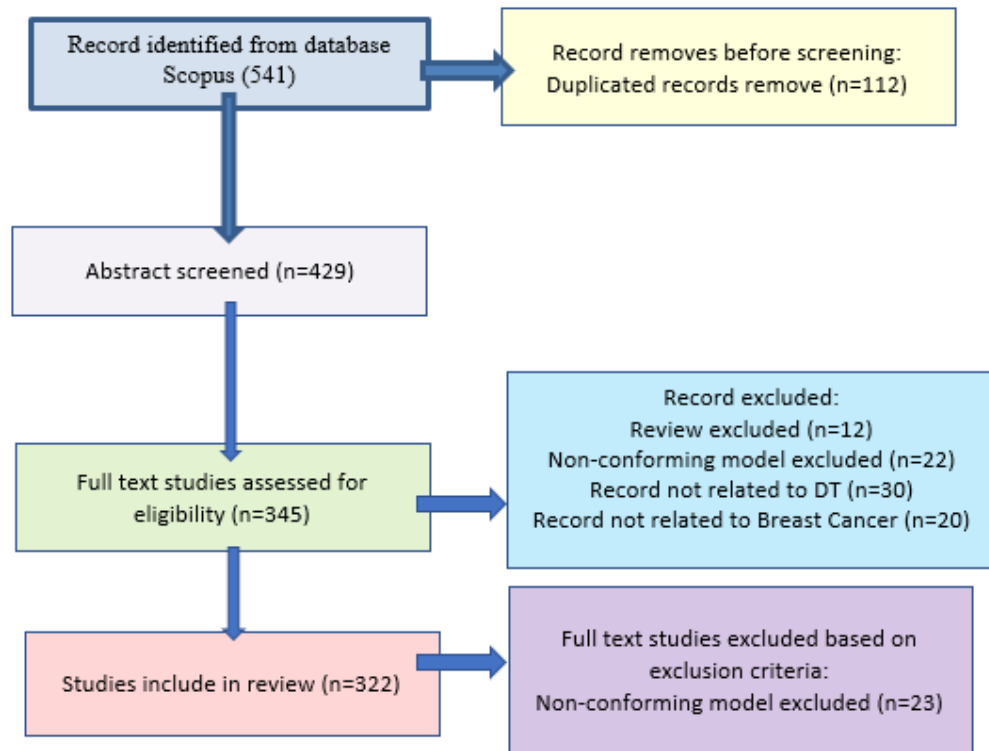 Record identified from database
Scopus (541)
Record removes before screening:
Duplicated records remove (n=112)
Abstract screened (n=429)
Record excluded:
Review excluded (n=12)
Non-conforming model excluded (n=22)
Record not related to DT (n=30)
Record not related to Breast Cancer (n=20)
Full text studies assessed for
eligibility (n=345)
Full text studies excluded based on
exclusion criteria:
Non-conforming model excluded (n=23)
Studies include in review (n=322)